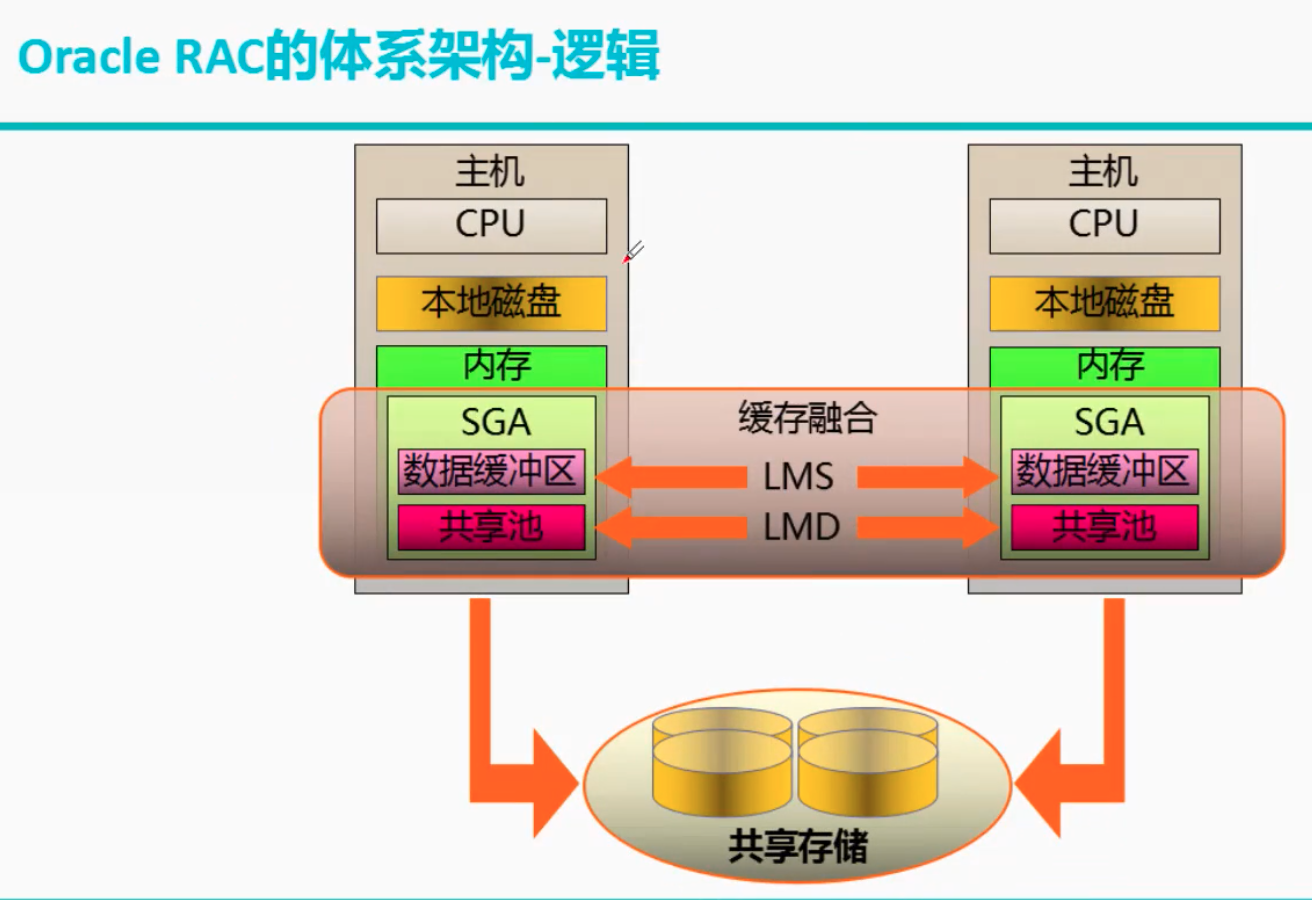 Oracle RAC的体系架构-逻辑
主机
CPU
本地磁盘
内存
SGA
数据缓冲区
共享池
缓存融合
LMS
LMD
主机
CPU
本地磁盘
内存
SGA
数据缓冲区
共享池
共享存储